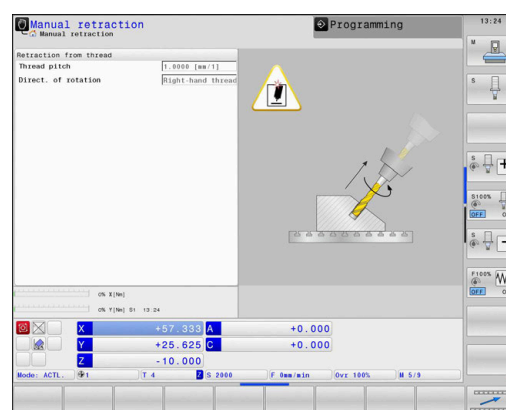 Manual retraction
Manual retraction
Programming
13:24
Retraction from thread
Thread pitch 1.0000 [mm/1]
Direct. of rotation Right-hand thread
0% X[Nm]
0% Y[Nm] S1 13:24
X +57.333 A +0.000
Y +25.625 C +0.000
Z -10.000
Mode: ACTL. 1 T 4 Z S 2000 F 0mm/min Ovr 100% M 5/9
M
S
S
S100%
OFF
S
F100% W
OFF